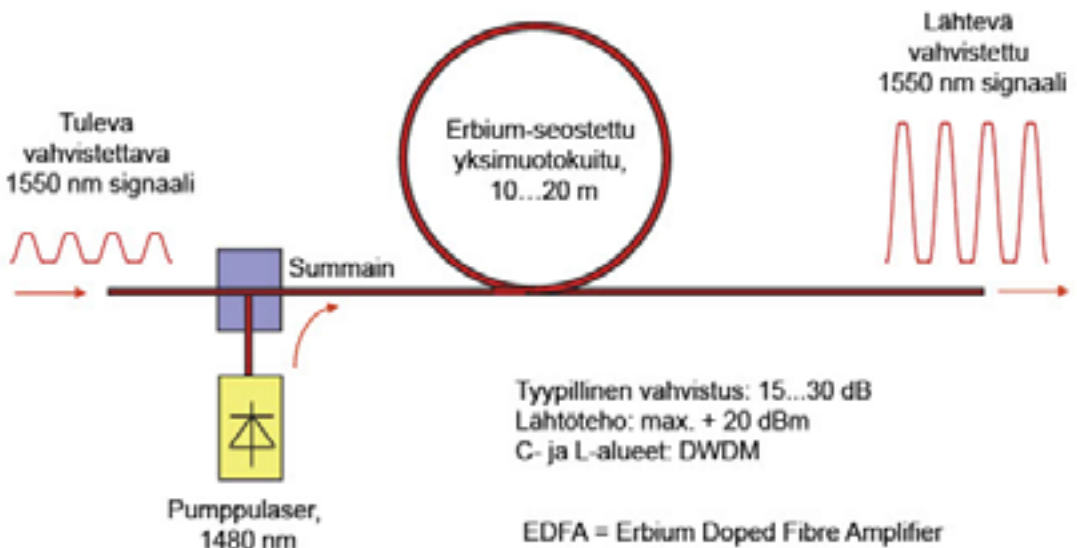 Tuleva
vahvistettava
1550 nm signaali
Summain
Pumppulaser,
1480 nm
Erbium-seostettu
yksimuotokuitu,
10...20 m
Lähtevä
vahvistettu
1550 nm signaali
Tyypillinen vahvistus: 15...30 dB
Lähtöteho: max. + 20 dBm
C- ja L-alueet: DWDM
EDFA = Erbium Doped Fibre Amplifier